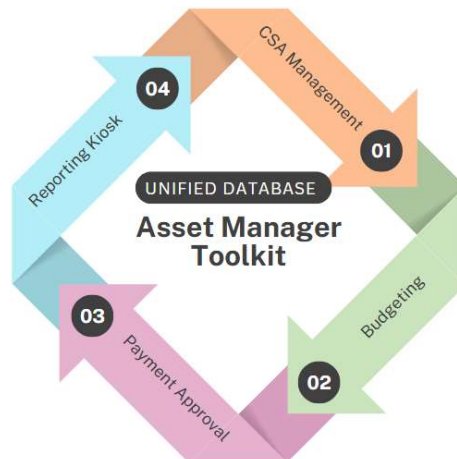 UNIFIED DATABASE
Asset Manager
Toolkit
CSA Management
01
Budgeting
02
Payment Approval
03
Reporting Kiosk
04